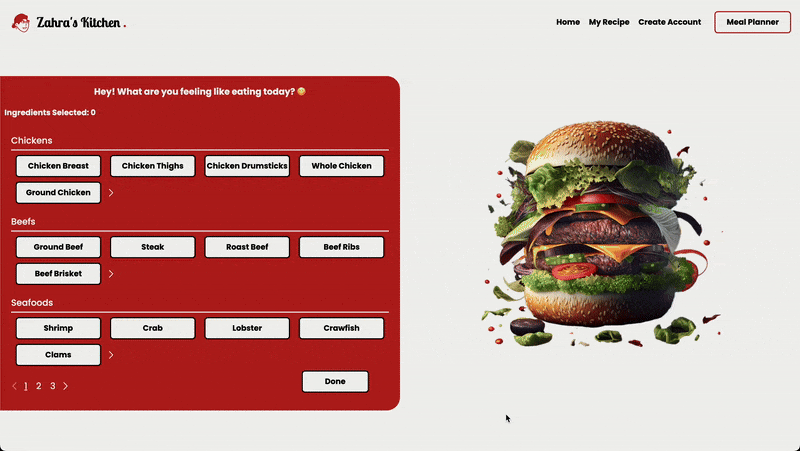 Zahra's Kitchen .
Home My Recipe Create Account Meal Planner
Hey! What are you feeling like eating today? 😋
Ingredients Selected: 0
Chickens
Chicken Breast Chicken Thighs Chicken Drumsticks Whole Chicken
Ground Chicken >
Beefs
Ground Beef Steak Roast Beef Beef Ribs
Beef Brisket >
Seafoods
Shrimp Crab Lobster Crawfish
Clams >
< 1 2 3 >
Done